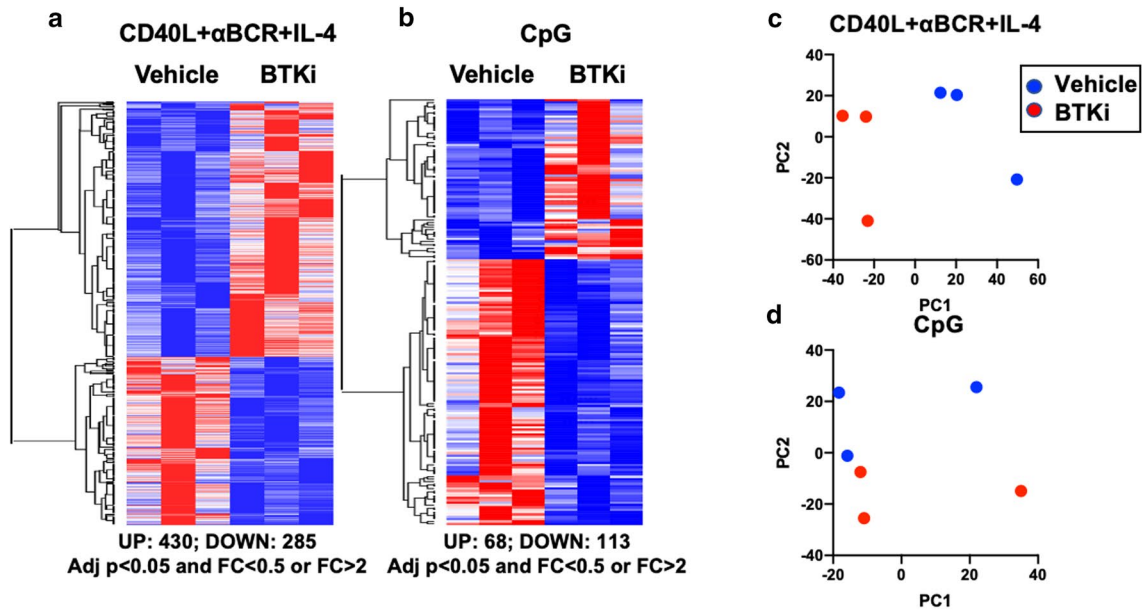 a
CD40L+αBCR+IL-4
Vehicle BTKi
UP: 430; DOWN: 285
Adj p<0.05 and FC<0.5 or FC>2
b
CpG
Vehicle BTKi
UP: 68; DOWN: 113
Adj p<0.05 and FC<0.5 or FC>2
c
CD40L+αBCR+IL-4
Vehicle
BTKi
40
20
0
-20
-40
-60
PC2
-40 -20 0 20 40 60
PC1
d
CpG
40
20
0
-20
-40
PC2
-20 0 20 40
PC1